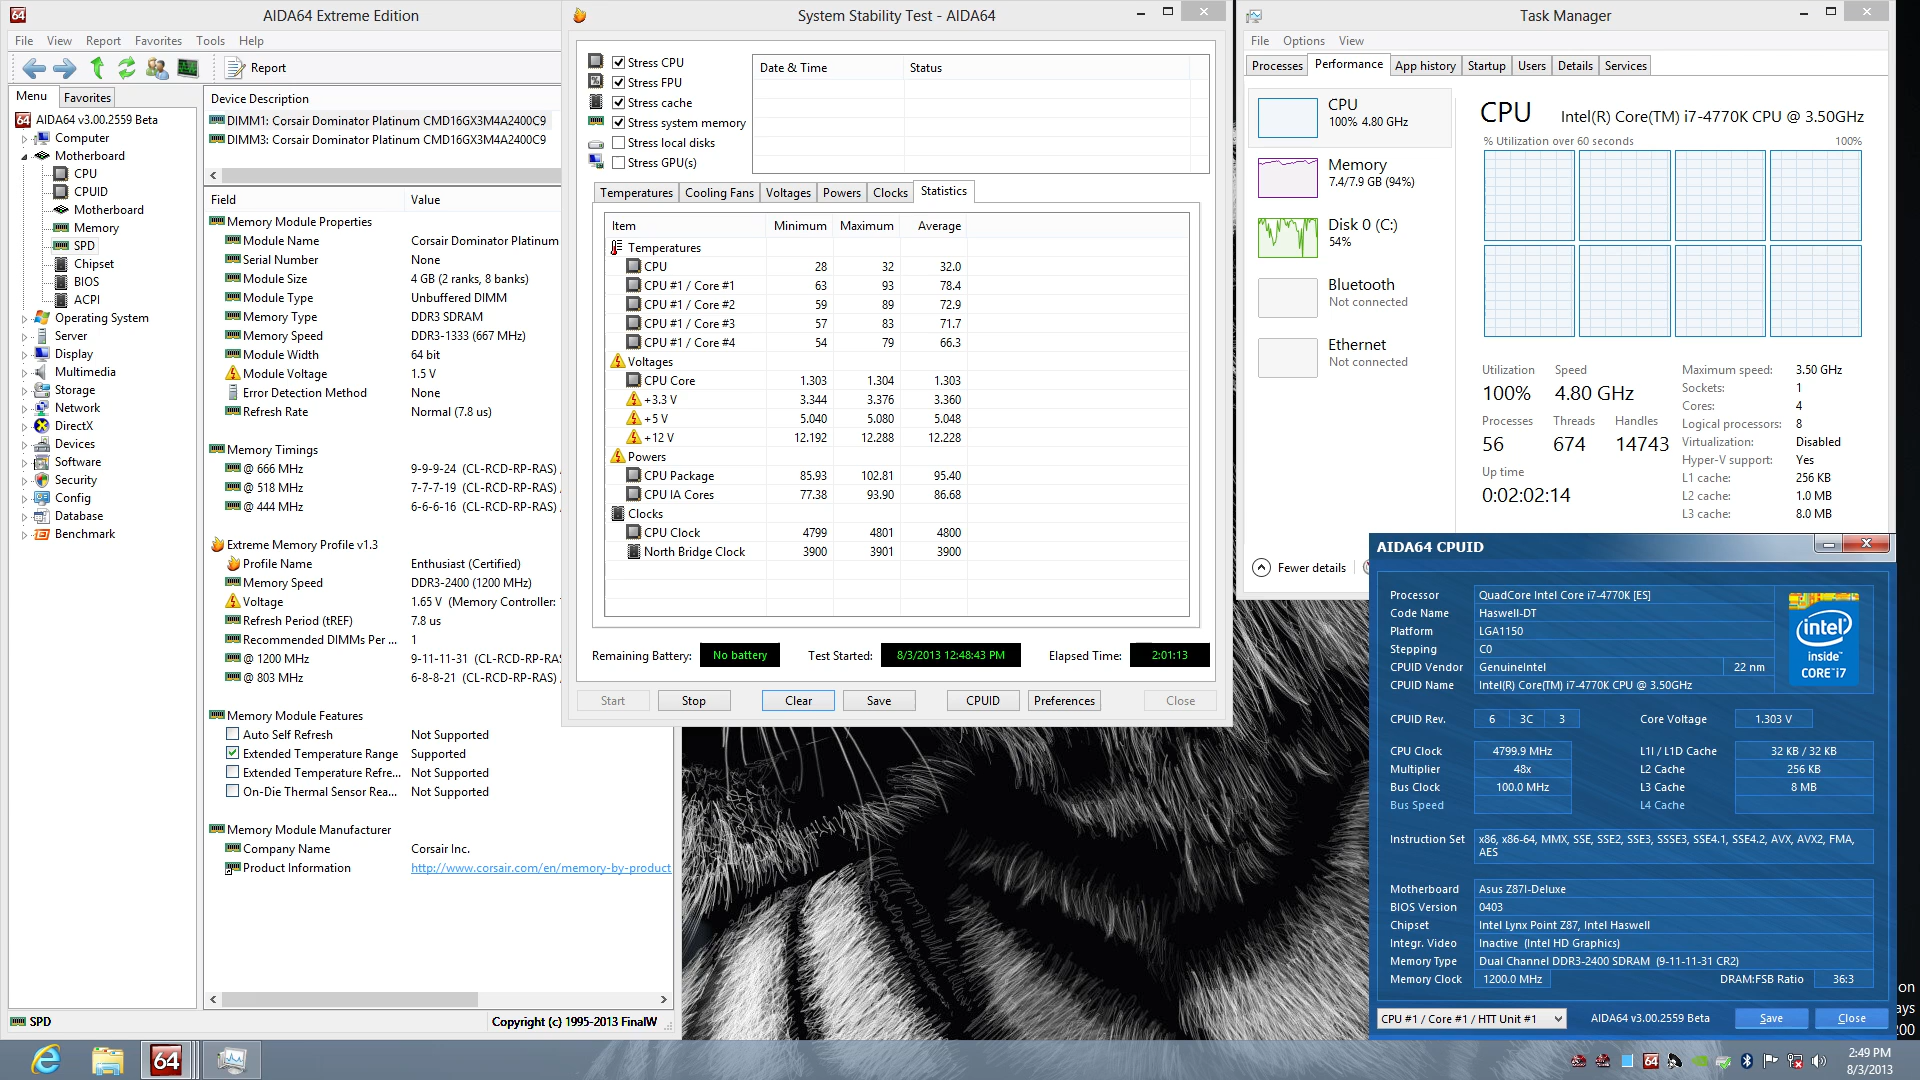 AIDA64 Extreme Edition
File View Report Favorites Tools Help
Report
Menu Favorites
AIDA64 v3.00.2559 Beta
Computer
Motherboard
CPU
CPUID
Motherboard
Memory
SPD
Chipset
BIOS
ACPI
Operating System
Server
Display
Multimedia
Storage
Network
DirectX
Devices
Software
Security
Config
Database
Benchmark
Device Description
DIMM1: Corsair Dominator Platinum CMD16GX3M4A2400C9
DIMM3: Corsair Dominator Platinum CMD16GX3M4A2400C9
Field Value
Memory Module Properties
Module Name Corsair Dominator Platinum
Serial Number None
Module Size 4 GB (2 ranks, 8 banks)
Module Type Unbuffered DIMM
Memory Type DDR3 SDRAM
Memory Speed DDR3-1333 (667 MHz)
Module Width 64 bit
Module Voltage 1.5 V
Error Detection Method None
Refresh Rate Normal (7.8 us)
Memory Timings
@ 666 MHz 9-9-9-24 (CL-RCD-RP-RAS)
@ 518 MHz 7-7-7-19 (CL-RCD-RP-RAS)
@ 444 MHz 6-6-6-16 (CL-RCD-RP-RAS)
Extreme Memory Profile v1.3
Profile Name Enthusiast (Certified)
Memory Speed DDR3-2400 (1200 MHz)
Voltage 1.65 V (Memory Controller:
Refresh Period (tREF) 7.8 us
Recommended DIMMs Per ... 1
@ 1200 MHz 9-11-11-31 (CL-RCD-RP-RAS
@ 803 MHz 6-8-8-21 (CL-RCD-RP-RAS)
Memory Module Features
Auto Self Refresh Not Supported
Extended Temperature Range Supported
Extended Temperature Refre... Not Supported
On-Die Thermal Sensor Rea... Not Supported
Memory Module Manufacturer
Company Name Corsair Inc.
Product Information http://www.corsair.com/en/memory-by-product
SPD Copyright (c) 1995-2013 FinalW
System Stability Test - AIDA64
Stress CPU
Stress FPU
Stress cache
Stress system memory
Stress local disks
Stress GPU(s)
Date & Time Status
Temperatures Cooling Fans Voltages Powers Clocks Statistics
Item Minimum Maximum Average
Temperatures
CPU 28 32 32.0
CPU #1 / Core #1 63 93 78.4
CPU #1 / Core #2 59 89 72.9
CPU #1 / Core #3 57 83 71.7
CPU #1 / Core #4 54 79 66.3
Voltages
CPU Core 1.303 1.304 1.303
+3.3 V 3.344 3.376 3.360
+5 V 5.040 5.080 5.048
+12 V 12.192 12.288 12.228
Powers
CPU Package 85.93 102.81 95.40
CPU IA Cores 77.38 93.90 86.68
Clocks
CPU Clock 4799 4801 4800
North Bridge Clock 3900 3901 3900
Remaining Battery: No battery Test Started: 8/3/2013 12:48:43 PM Elapsed Time: 2:01:13
Start Stop Clear Save CPUID Preferences Close
Task Manager
File Options View
Processes Performance App history Startup Users Details Services
CPU
100% 4.80 GHz
Memory
7.4/7.9 GB (94%)
Disk 0 (C:)
54%
Bluetooth
Not connected
Ethernet
Not connected
CPU Intel(R) Core(TM) i7-4770K CPU @ 3.50GHz
% Utilization over 60 seconds 100%
Utilization Speed
100% 4.80 GHz
Processes Threads Handles
56 674 14743
Up time
0:02:02:14
Maximum speed: 3.50 GHz
Sockets: 1
Cores: 4
Logical processors: 8
Virtualization: Disabled
Hyper-V support: Yes
L1 cache: 256 KB
L2 cache: 1.0 MB
L3 cache: 8.0 MB
Fewer details
AIDA64 CPUID
Processor QuadCore Intel Core i7-4770K [ES]
Code Name Haswell-DT
Platform LGA1150
Stepping C0
CPUID Vendor GenuineIntel 22 nm
CPUID Name Intel(R) Core(TM) i7-4770K CPU @ 3.50GHz
intel
inside™
CORE™ i7
CPUID Rev. 6 3C 3 Core Voltage 1.303 V
CPU Clock 4799.9 MHz L1I / L1D Cache 32 KB / 32 KB
Multiplier 48x L2 Cache 256 KB
Bus Clock 100.0 MHz L3 Cache 8 MB
Bus Speed L4 Cache
Instruction Set x86, x86-64, MMX, SSE, SSE2, SSE3, SSSE3, SSE4.1, SSE4.2, AVX, AVX2, FMA,
AES
Motherboard Asus Z87I-Deluxe
BIOS Version 0403
Chipset Intel Lynx Point Z87, Intel Haswell
Integr. Video Inactive (Intel HD Graphics)
Memory Type Dual Channel DDR3-2400 SDRAM (9-11-11-31 CR2)
Memory Clock 1200.0 MHz DRAM:FSB Ratio 36:3
CPU #1 / Core #1 / HTT Unit #1 AIDA64 v3.00.2559 Beta Save Close
on
ays
00
64
64
2:49 PM
8/3/2013